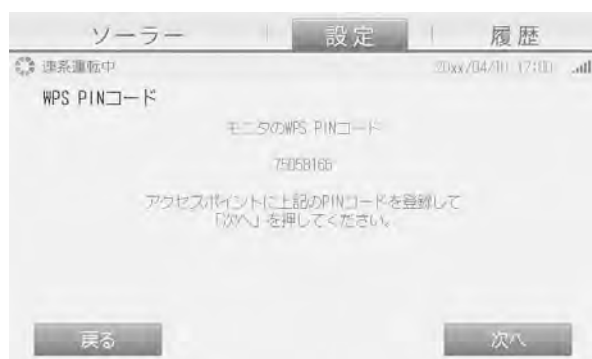 ソーラー 設定 履歴
連系運転中 20xx/04/01 17:00
WPS PINコード
モニタのWPS PINコード
75058166
アクセスポイントに上記のPINコードを登録して
「次へ」を押してください。
戻る 次へ